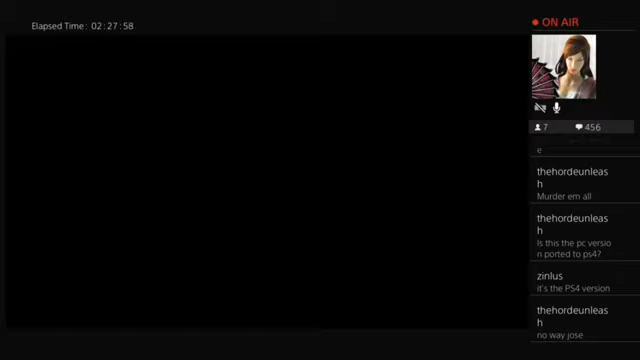 Elapsed Time: 02:27:58
ON AIR
7 456
e
thehordeunleas
h
Murder em all
thehordeunleas
h
Is this the pc versio
n ported to ps4?
zinlus
it's the PS4 version
thehordeunleas
h
no way jose